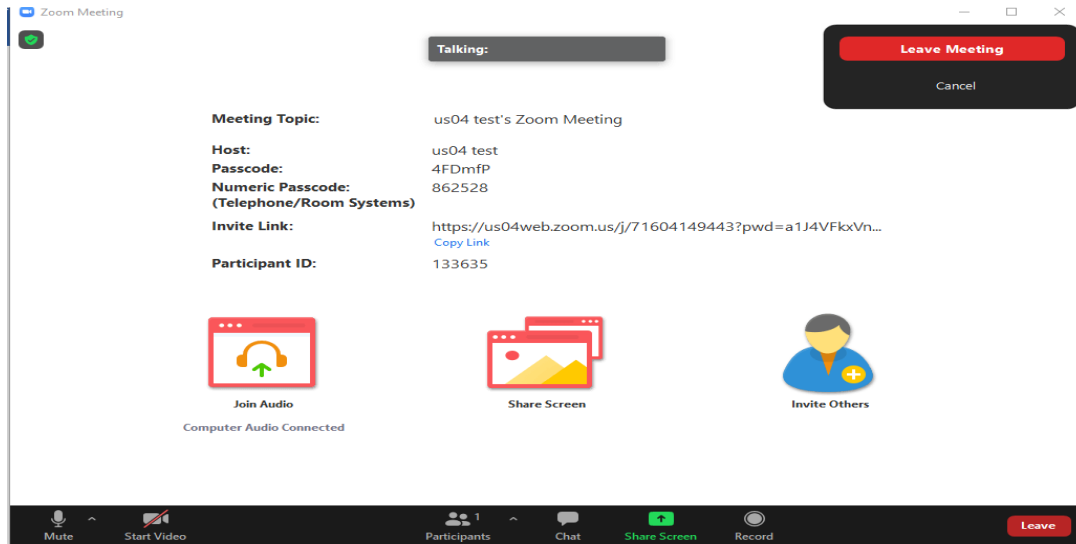 Zoom Meeting
Talking:
Leave Meeting
Cancel
Meeting Topic: us04 test's Zoom Meeting
Host: us04 test
Passcode: 4FDmfP
Numeric Passcode: 862528
(Telephone/Room Systems)
Invite Link: https://us04web.zoom.us/j/71604149443?pwd=a1J4VFkxVn...
Copy Link
Participant ID: 133635
Join Audio Share Screen Invite Others
Computer Audio Connected
1
Mute Start Video Participants Chat Share Screen Record Leave